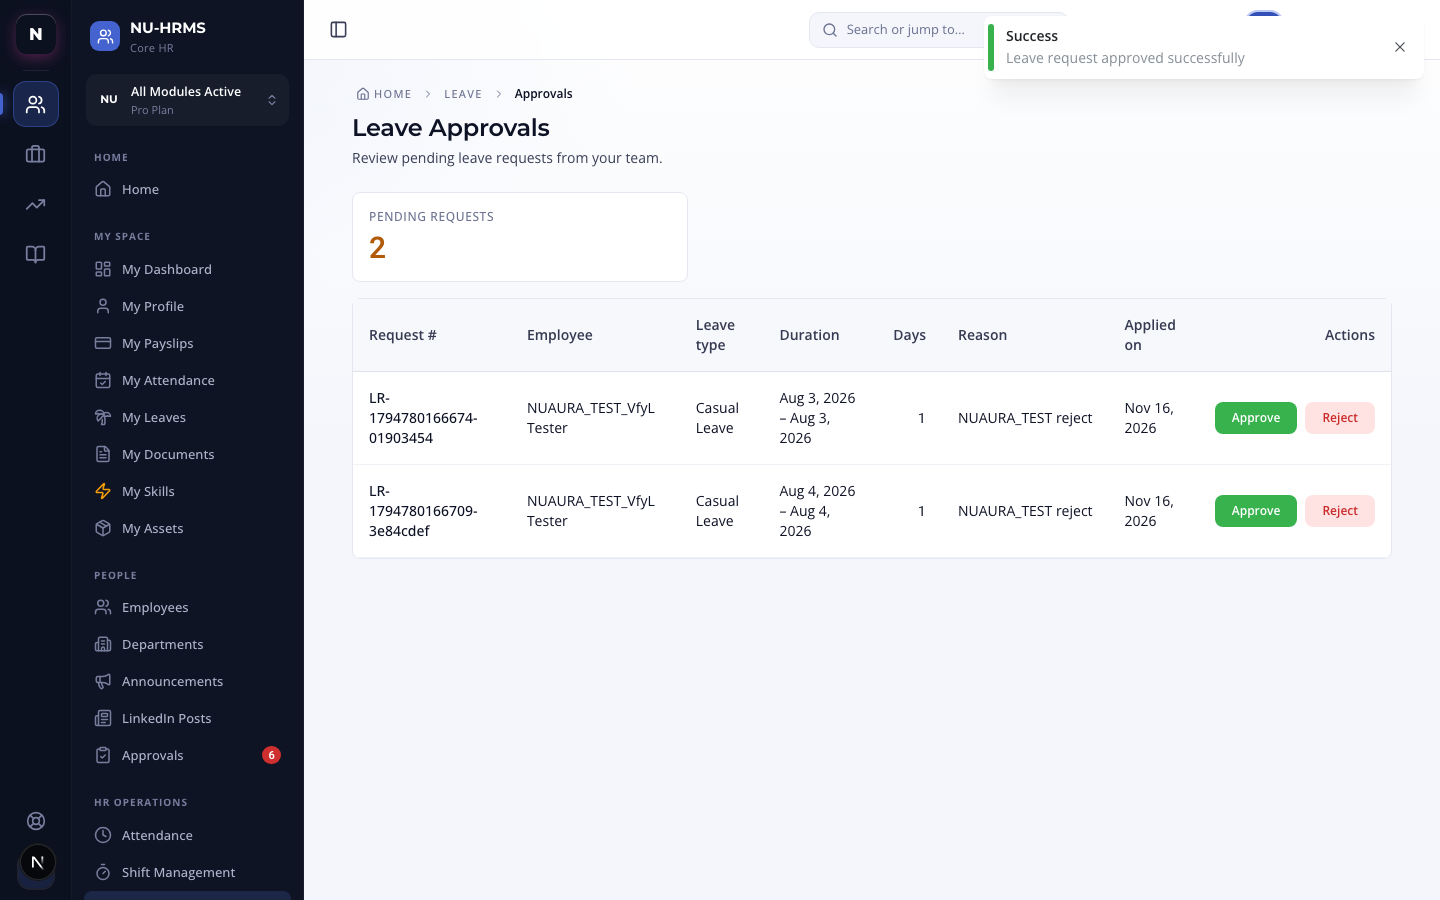 N
NU-HRMS
Core HR
NU
All Modules Active
Pro Plan
HOME
Home
MY SPACE
My Dashboard
My Profile
My Payslips
My Attendance
My Leaves
My Documents
My Skills
My Assets
PEOPLE
Employees
Departments
Announcements
LinkedIn Posts
Approvals
6
HR OPERATIONS
Attendance
Shift Management
N
Search or jump to...
Success
Leave request approved successfully
HOME
LEAVE
Approvals
Leave Approvals
Review pending leave requests from your team.
PENDING REQUESTS
2
Request #
Employee
Leave
type
Duration
Days
Reason
Applied
on
Actions
LR-
1794780166674-
01903454
NUAURA_TEST_VfyL
Tester
Casual
Leave
Aug 3, 2026
– Aug 3,
2026
1
NUAURA_TEST reject
Nov 16,
2026
Approve
Reject
LR-
1794780166709-
3e84cdef
NUAURA_TEST_VfyL
Tester
Casual
Leave
Aug 4, 2026
– Aug 4,
2026
1
NUAURA_TEST reject
Nov 16,
2026
Approve
Reject